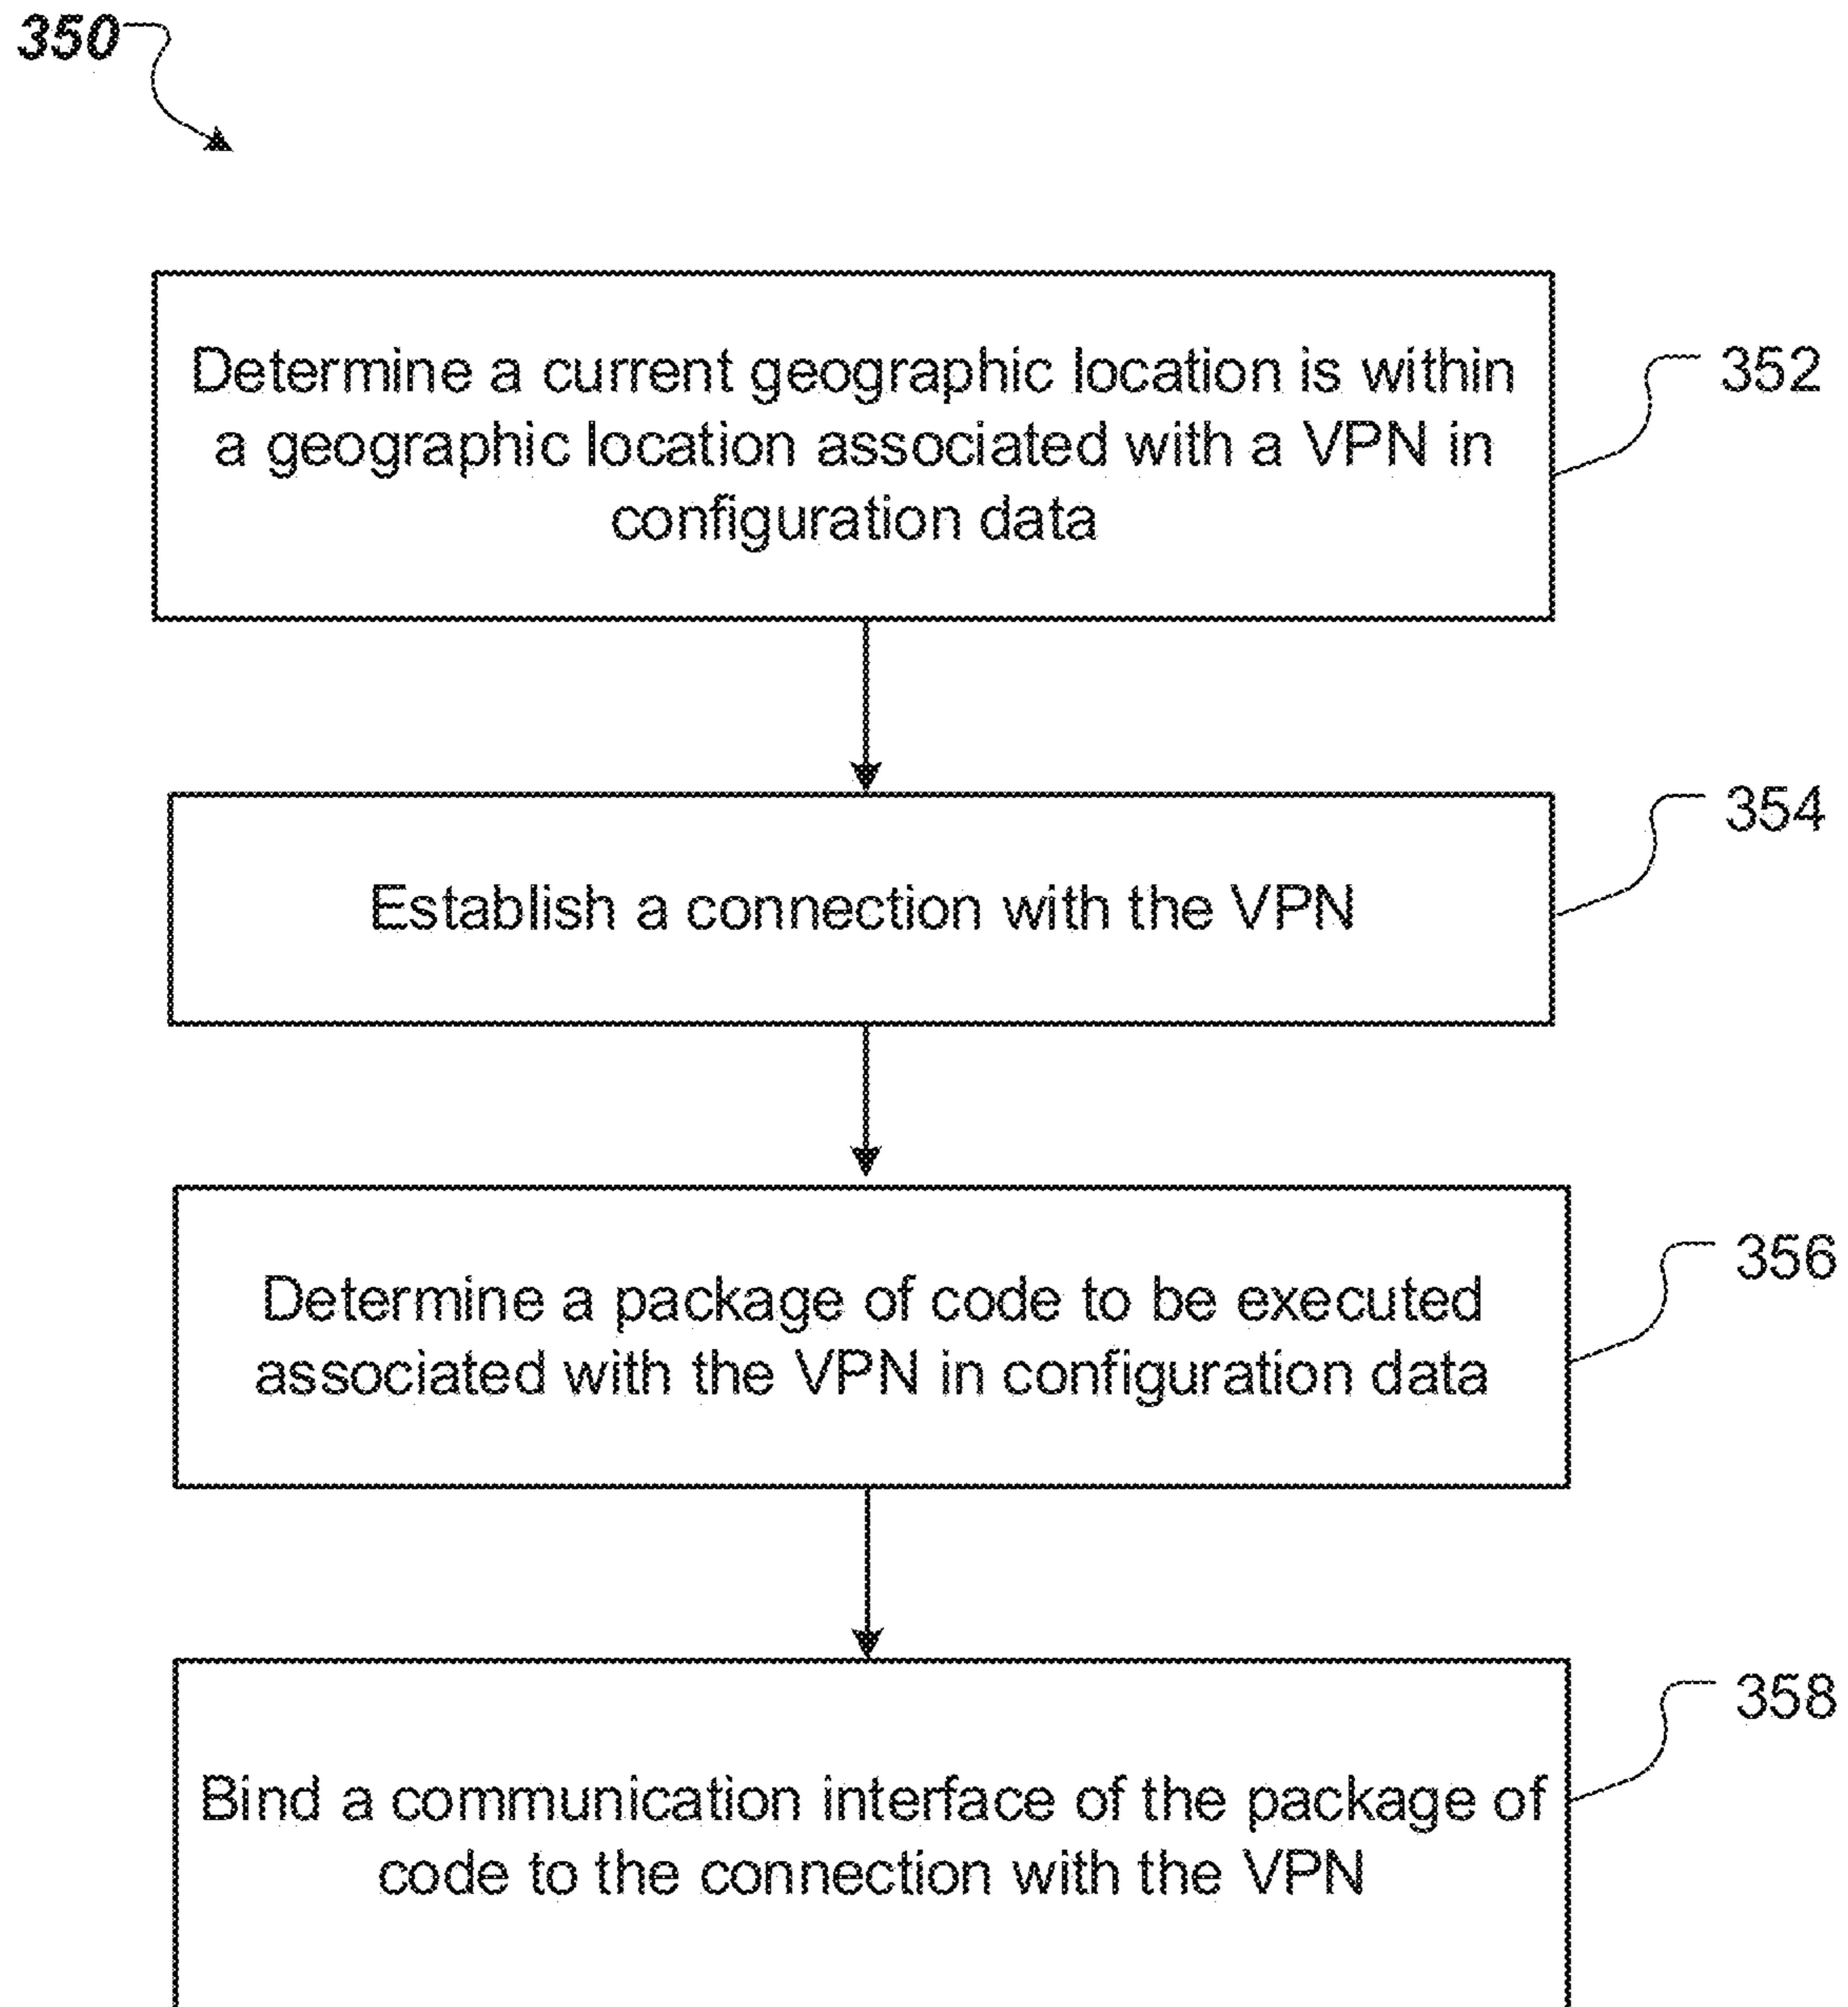 350
Determine a current geographic location is within
a geographic location associated with a VPN in
configuration data
352
Establish a connection with the VPN
354
Determine a package of code to be executed
associated with the VPN in configuration data
356
Bind a communication interface of the package of
code to the connection with the VPN
358